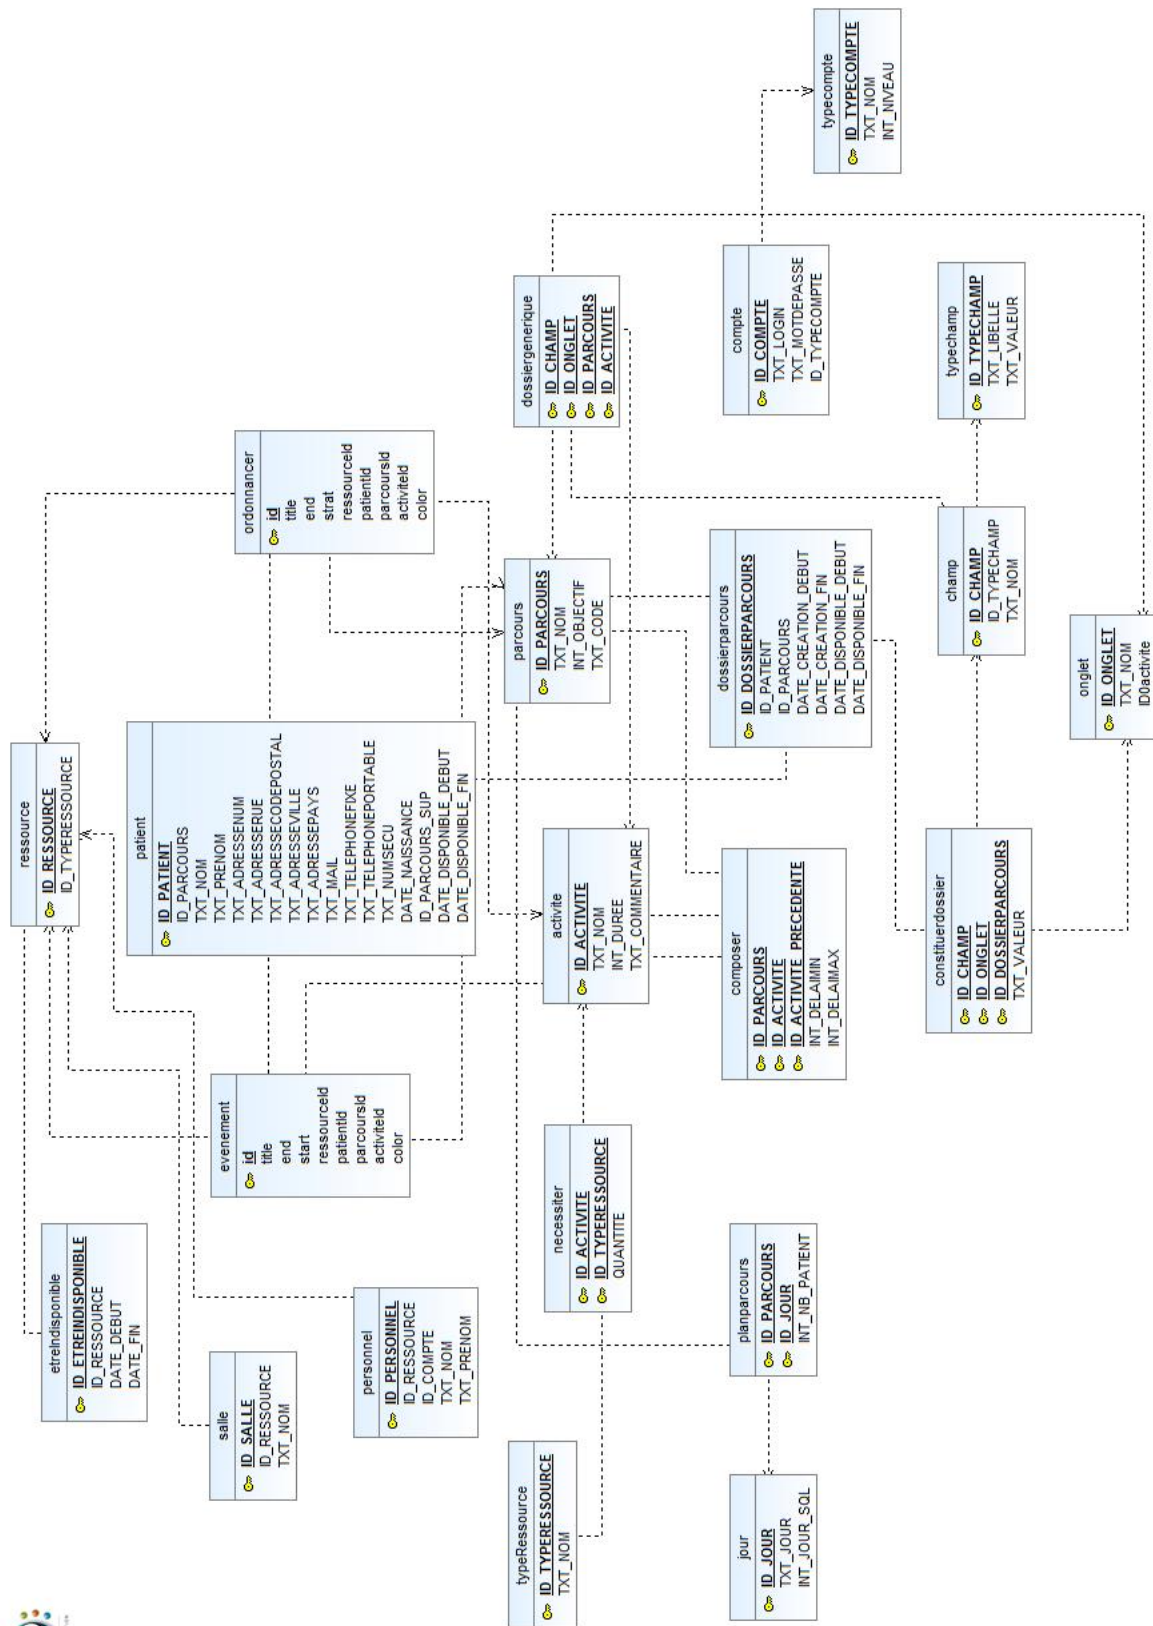 ressource
ID_RESSOURCE
ID_TYPERESSOURCE
etreIndisponible
ID_ETREINDISPONIBLE
ID_RESSOURCE
DATE_DEBUT
DATE_FIN
salle
ID_SALLE
ID_RESSOURCE
TXT_NOM
personnel
ID_PERSONNEL
ID_RESSOURCE
ID_COMPTE
TXT_NOM
TXT_PRENOM
evenement
id
title
end
start
ressourceId
patientId
parcoursId
activiteId
color
patient
ID_PATIENT
ID_PARCOURS
TXT_NOM
TXT_PRENOM
TXT_ADRESSENUM
TXT_ADRESSERUE
TXT_ADRESSECODEPOSTAL
TXT_ADRESSEVILLE
TXT_ADRESSEPAYS
TXT_MAIL
TXT_TELEPHONEFIXE
TXT_TELEPHONEPORTABLE
TXT_NUMSECU
DATE_NAISSANCE
ID_PARCOURS_SUP
DATE_DISPONIBLE_DEBUT
DATE_DISPONIBLE_FIN
ordonnancer
id
title
end
strat
ressourceId
patientId
parcoursId
activiteId
color
typeRessource
ID_TYPERESSOURCE
TXT_NOM
necessiter
ID_ACTIVITE
ID_TYPERESSOURCE
QUANTITE
activite
ID_ACTIVITE
TXT_NOM
INT_DUREE
TXT_COMMENTAIRE
parcours
ID_PARCOURS
TXT_NOM
INT_OBJECTIF
TXT_CODE
dossiergenerique
ID_CHAMP
ID_ONGLET
ID_PARCOURS
ID_ACTIVITE
jour
ID_JOUR
TXT_JOUR
INT_JOUR_SQL
planparcours
ID_PARCOURS
ID_JOUR
INT_NB_PATIENT
composer
ID_PARCOURS
ID_ACTIVITE
ID_ACTIVITE_PRECEDENTE
INT_DELAIMIN
INT_DELAIMAX
dossierparcours
ID_DOSSIERPARCOURS
ID_PATIENT
ID_PARCOURS
DATE_CREATION_DEBUT
DATE_CREATION_FIN
DATE_DISPONIBLE_DEBUT
DATE_DISPONIBLE_FIN
compte
ID_COMPTE
TXT_LOGIN
TXT_MOTDEPASSE
ID_TYPECOMPTE
typecompte
ID_TYPECOMPTE
TXT_NOM
INT_NIVEAU
constituerdossier
ID_CHAMP
ID_ONGLET
ID_DOSSIERPARCOURS
TXT_VALEUR
champ
ID_CHAMP
ID_TYPECHAMP
TXT_NOM
typechamp
ID_TYPECHAMP
TXT_LIBELLE
TXT_VALEUR
onglet
ID_ONGLET
TXT_NOM
ID0activite